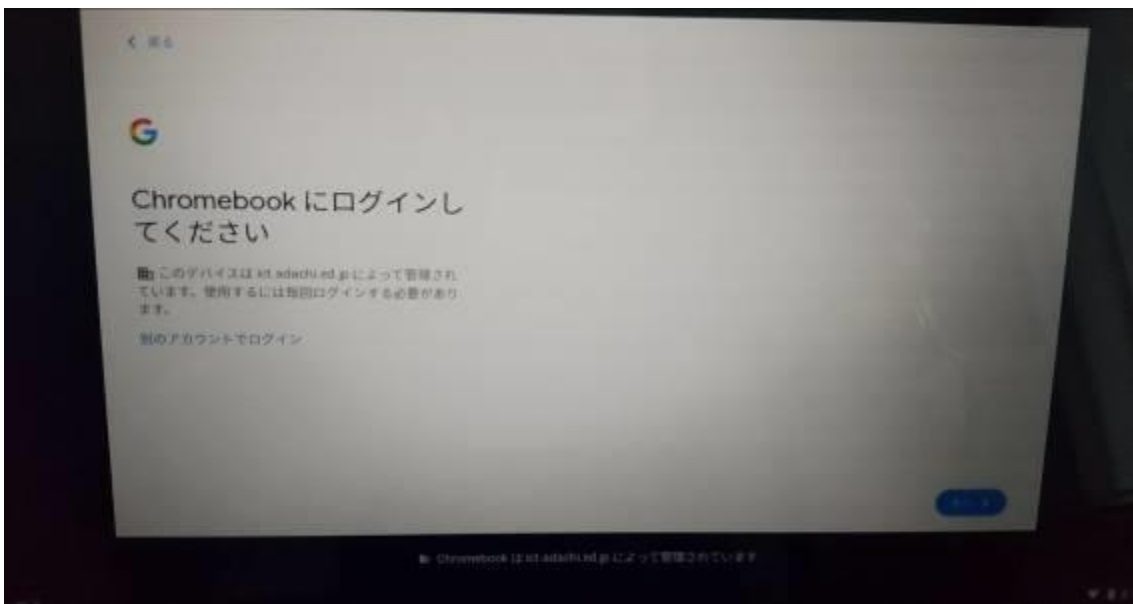 < 戻る
G
Chromebook にログインし
てください
このデバイスは ict.adachi.ed.jp によって管理され
ています。使用するには毎回ログインする必要があり
ます。
別のアカウントでログイン
Chromebook は ict.adachi.ed.jp によって管理されています